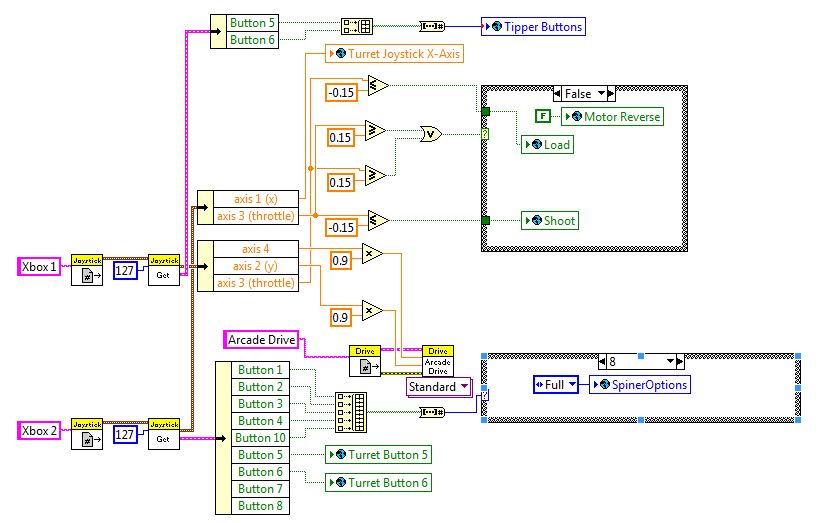 Button 5
Button 6
Tipper Buttons
Turret Joystick X-Axis
-0.15
False
F
Motor Reverse
0.15
V
?
Load
0.15
axis 1 (x)
axis 3 (throttle)
-0.15
Shoot
Xbox 1
Joystick
#
127
Joystick
Get
axis 4
axis 2 (y)
axis 3 (throttle)
0.9
x
0.9
x
Arcade Drive
Drive
#
Drive
Arcade
Drive
Standard
8
Full
SpinerOptions
?
Button 1
Button 2
Button 3
Button 4
Button 10
Button 5
Button 6
Button 7
Button 8
#
Turret Button 5
Turret Button 6
Xbox 2
Joystick
#
127
Joystick
Get